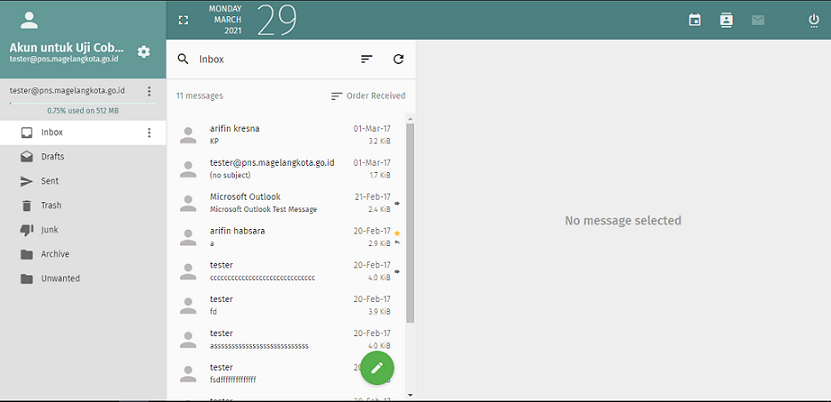 MONDAY
MARCH
2021
29
Akun untuk Uji Cob...
tester@pns.magelangkota.go.id
tester@pns.magelangkota.go.id
0.75% used on 512 MB
Inbox
Drafts
Sent
Trash
Junk
Archive
Unwanted
Inbox
11 messages
Order Received
arifin kresna 01-Mar-17
KP 3.2 KiB
tester@pns.magelangkota.go.id 01-Mar-17
(no subject) 1.7 KiB
Microsoft Outlook 21-Feb-17
Microsoft Outlook Test Message 2.4 KiB
arifin habsara 20-Feb-17
a 2.9 KiB
tester 20-Feb-17
4.0 KiB
tester 20-Feb-17
fd 3.9 KiB
tester 20-Feb-17
4.0 KiB
tester
tester 20-Feb-17
No message selected